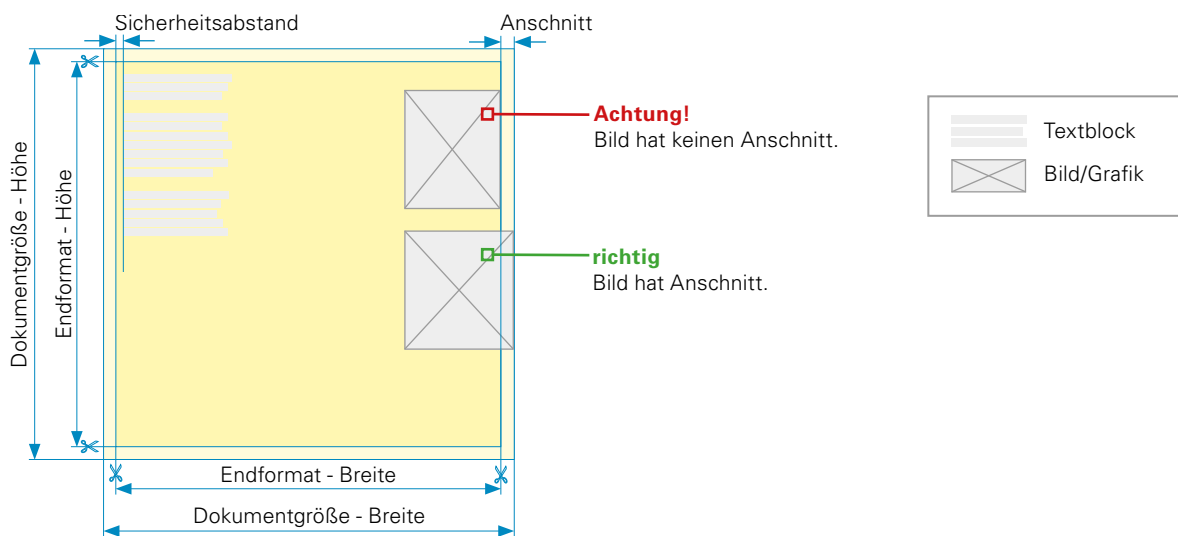 Sicherheitsabstand
Anschnitt
Achtung!
Bild hat keinen Anschnitt.
Textblock
Bild/Grafik
Dokumentgröße - Höhe
Endformat - Höhe
richtig
Bild hat Anschnitt.
Endformat - Breite
Dokumentgröße - Breite